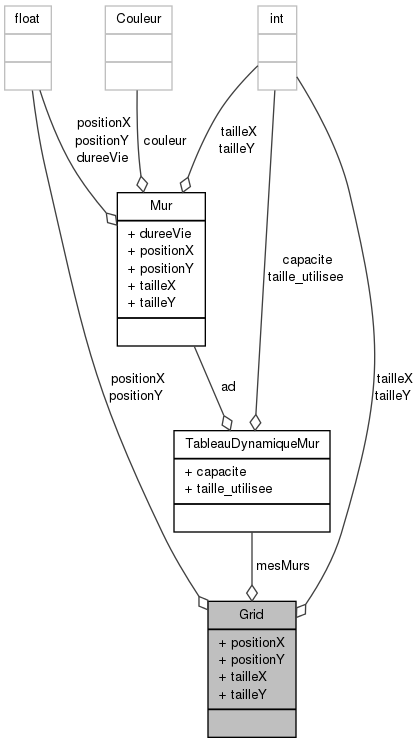 float
Couleur
int
positionX
positionY
dureeVie
couleur
tailleX
tailleY
Mur
+ dureeVie
+ positionX
+ positionY
+ tailleX
+ tailleY
capacite
taille_utilisee
positionX
positionY
ad
tailleX
tailleY
TableauDynamiqueMur
+ capacite
+ taille_utilisee
mesMurs
Grid
+ positionX
+ positionY
+ tailleX
+ tailleY